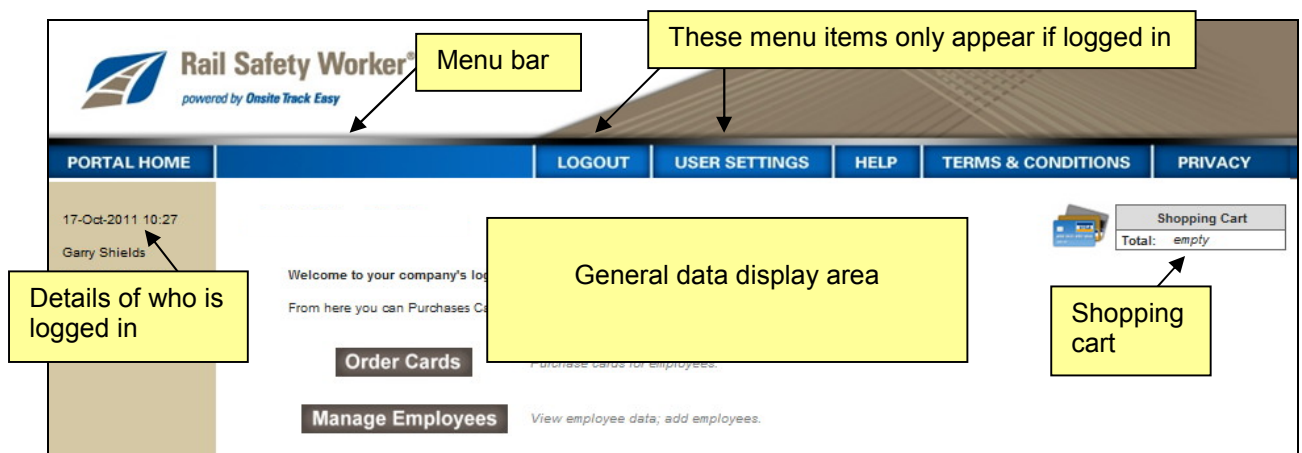 These menu items only appear if logged in
Rail Safety Worker®
Menu bar
powered by Onsite Track Easy
PORTAL HOME
LOGOUT
USER SETTINGS
HELP
TERMS & CONDITIONS
PRIVACY
17-Oct-2011 10:27
Shopping Cart
Garry Shields
Total: empty
General data display area
Welcome to your company's log
Details of who is
logged in
From here you can Purchases Ca
Shopping
cart
Order Cards
Purchase cards for employees.
Manage Employees
View employee data; add employees.